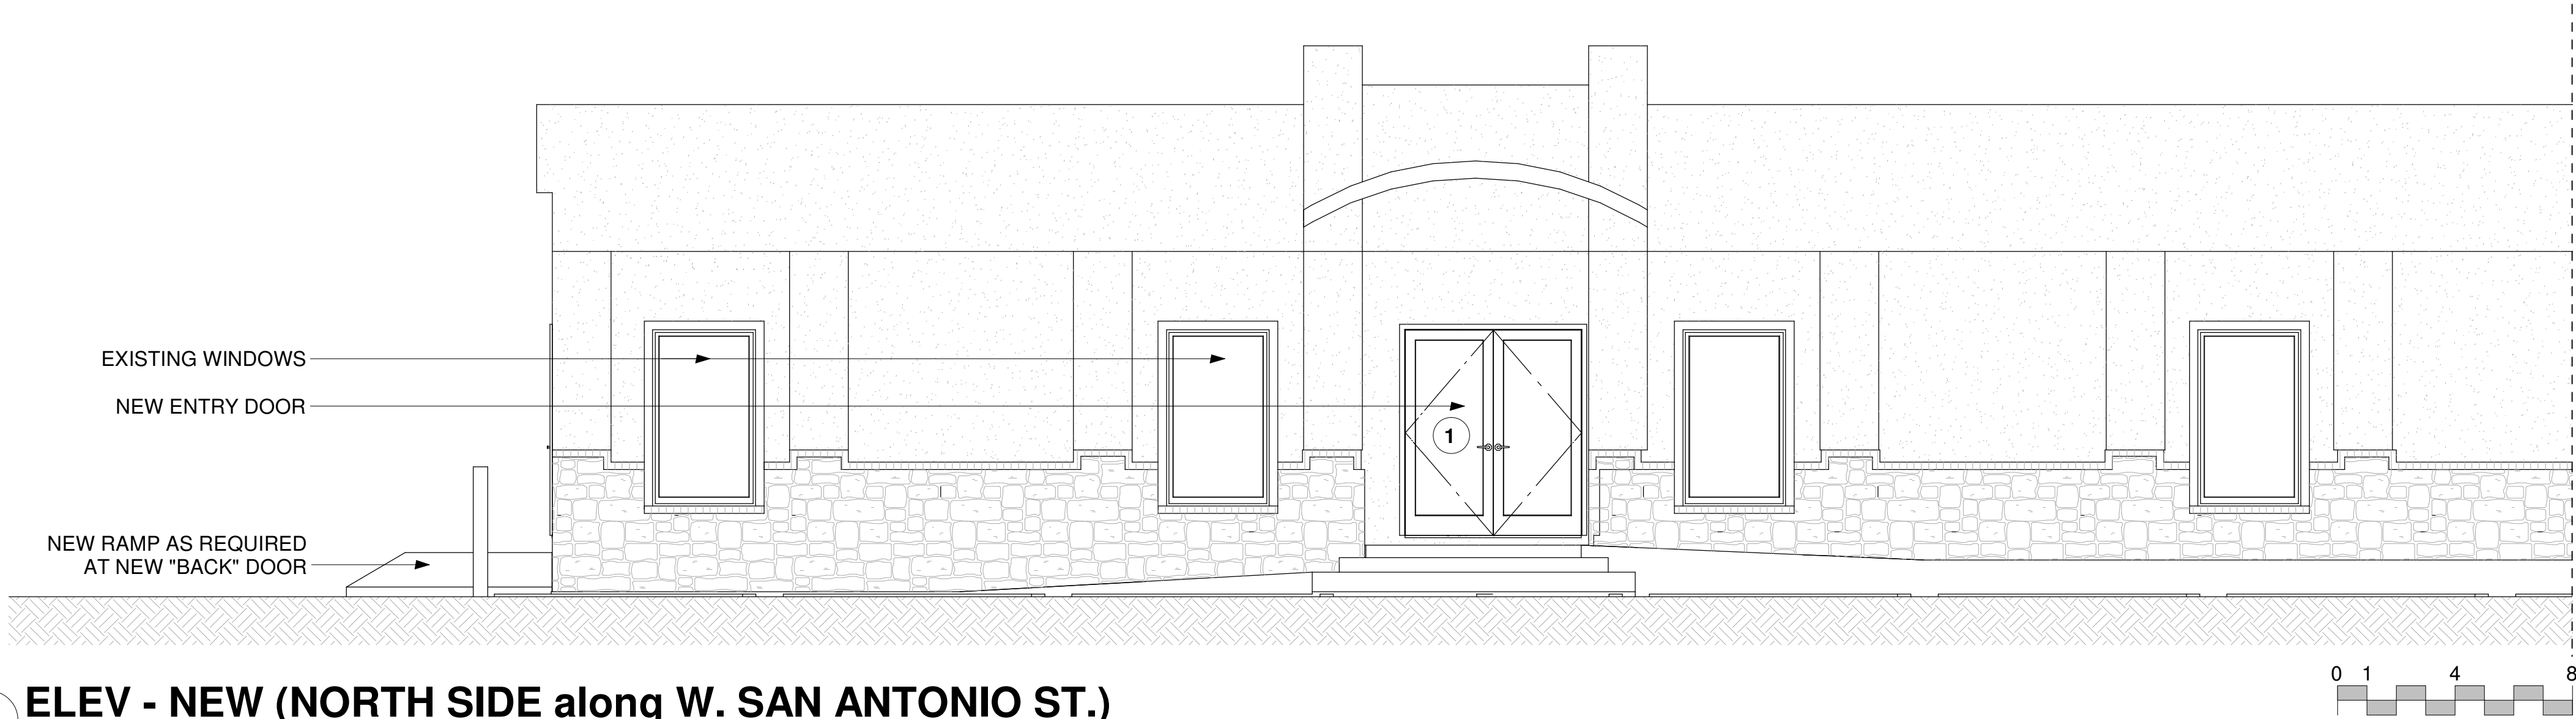 EXISTING WINDOWS
NEW ENTRY DOOR
1
NEW RAMP AS REQUIRED
AT NEW "BACK" DOOR
ELEV - NEW (NORTH SIDE along W. SAN ANTONIO ST.)
0 1 4 8